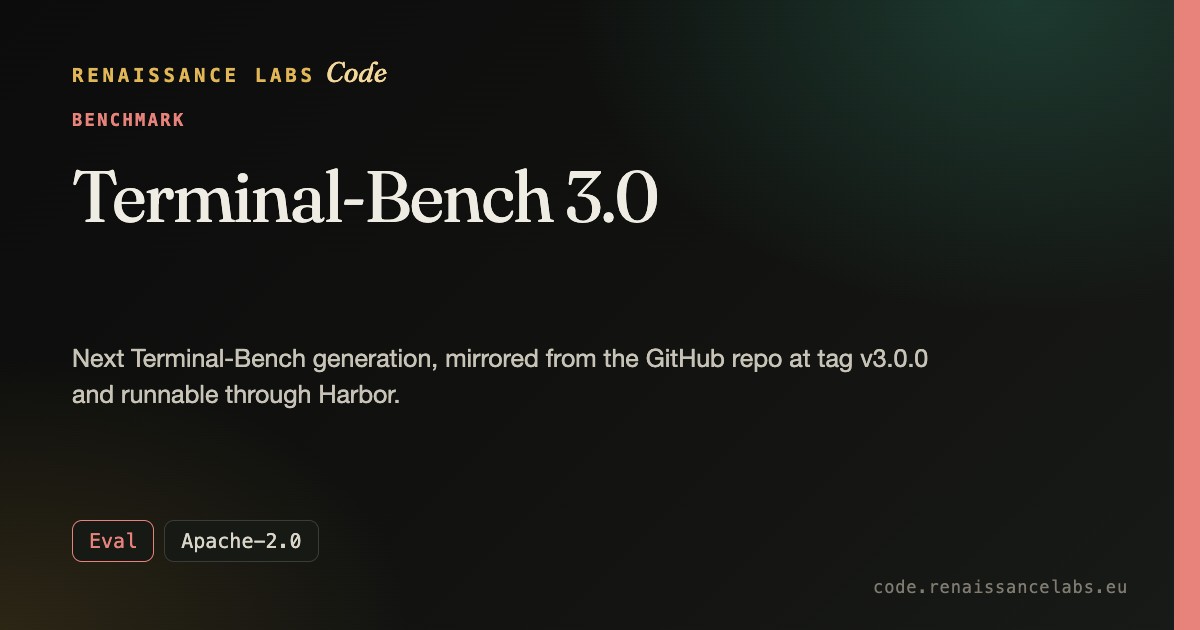 RENAISSANCE LABS Code
BENCHMARK
Terminal-Bench 3.0
Next Terminal-Bench generation, mirrored from the GitHub repo at tag v3.0.0
and runnable through Harbor.
Eval
Apache-2.0
code.renaissancelabs.eu